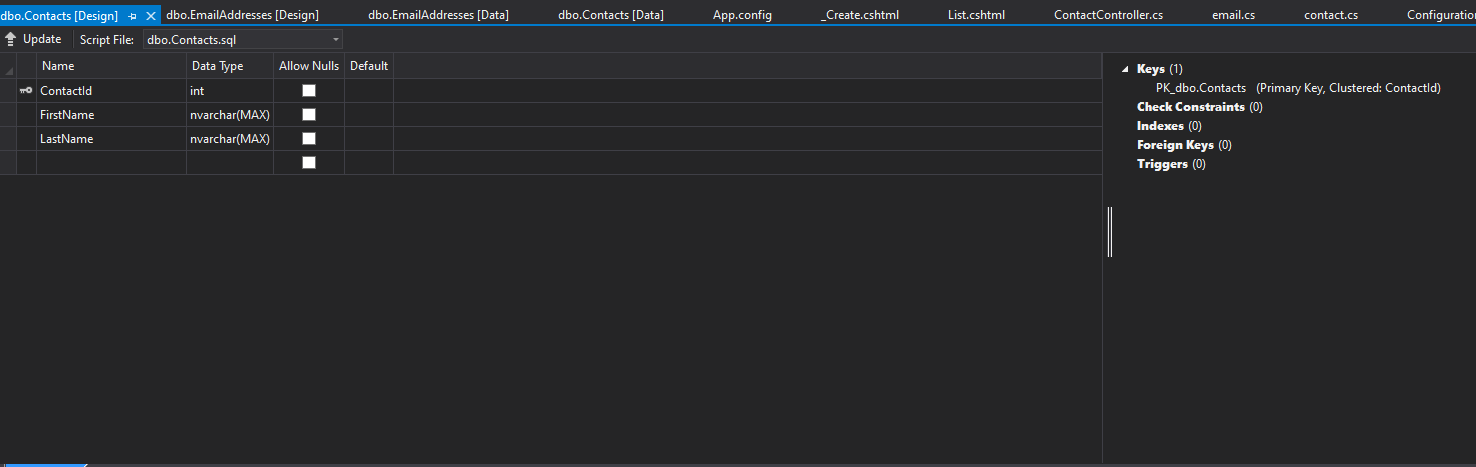 dbo.Contacts [Design] dbo.EmailAddresses [Design] dbo.EmailAddresses [Data] dbo.Contacts [Data] App.config _Create.cshtml List.cshtml ContactController.cs email.cs contact.cs Configuration
Update Script File: dbo.Contacts.sql
Name Data Type Allow Nulls Default
ContactId int
FirstName nvarchar(MAX)
LastName nvarchar(MAX)
Keys (1)
PK_dbo.Contacts (Primary Key, Clustered: ContactId)
Check Constraints (0)
Indexes (0)
Foreign Keys (0)
Triggers (0)